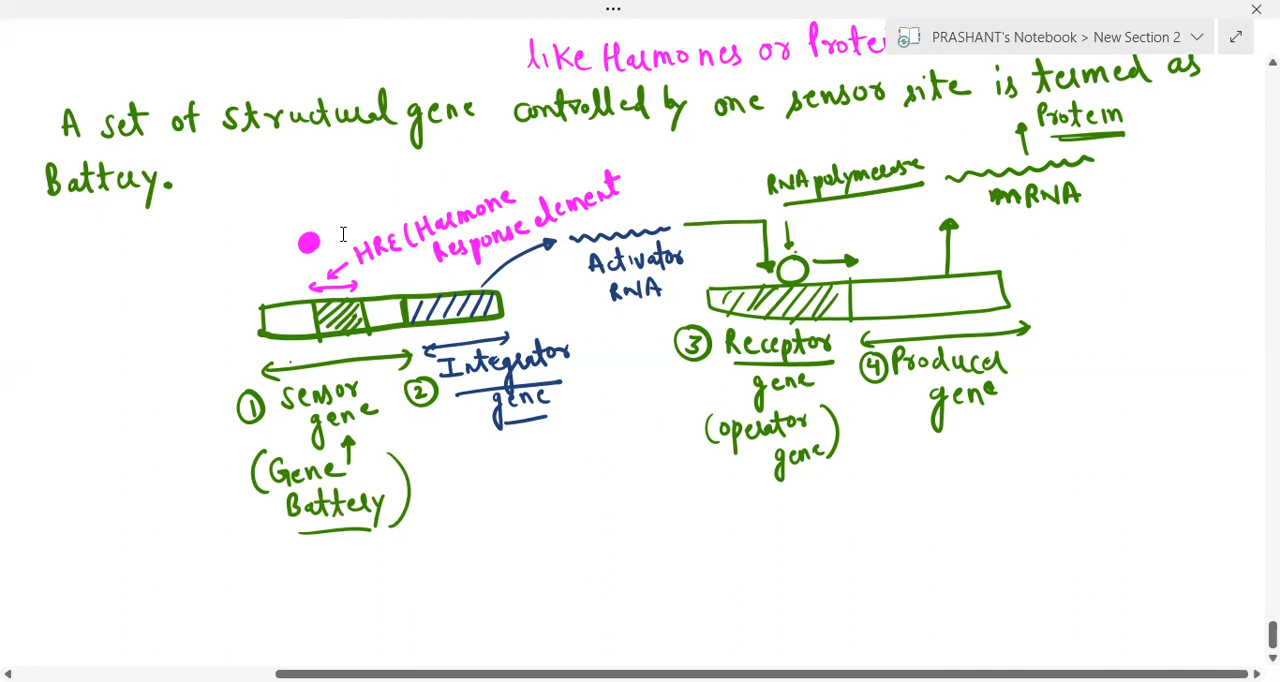 PRASHANT's Notebook > New Section 2
like Harmones or Protei
A set of structural gene controlled by one sensor site is termed as
Battery.
Protein
RNA polymerase
mRNA
HRE (Harmone
Response element
Activator
RNA
① Sensor
gene
(Gene
Battery)
② Integrator
gene
③ Receptor
gene
(operator
gene)
④ Producer
gene